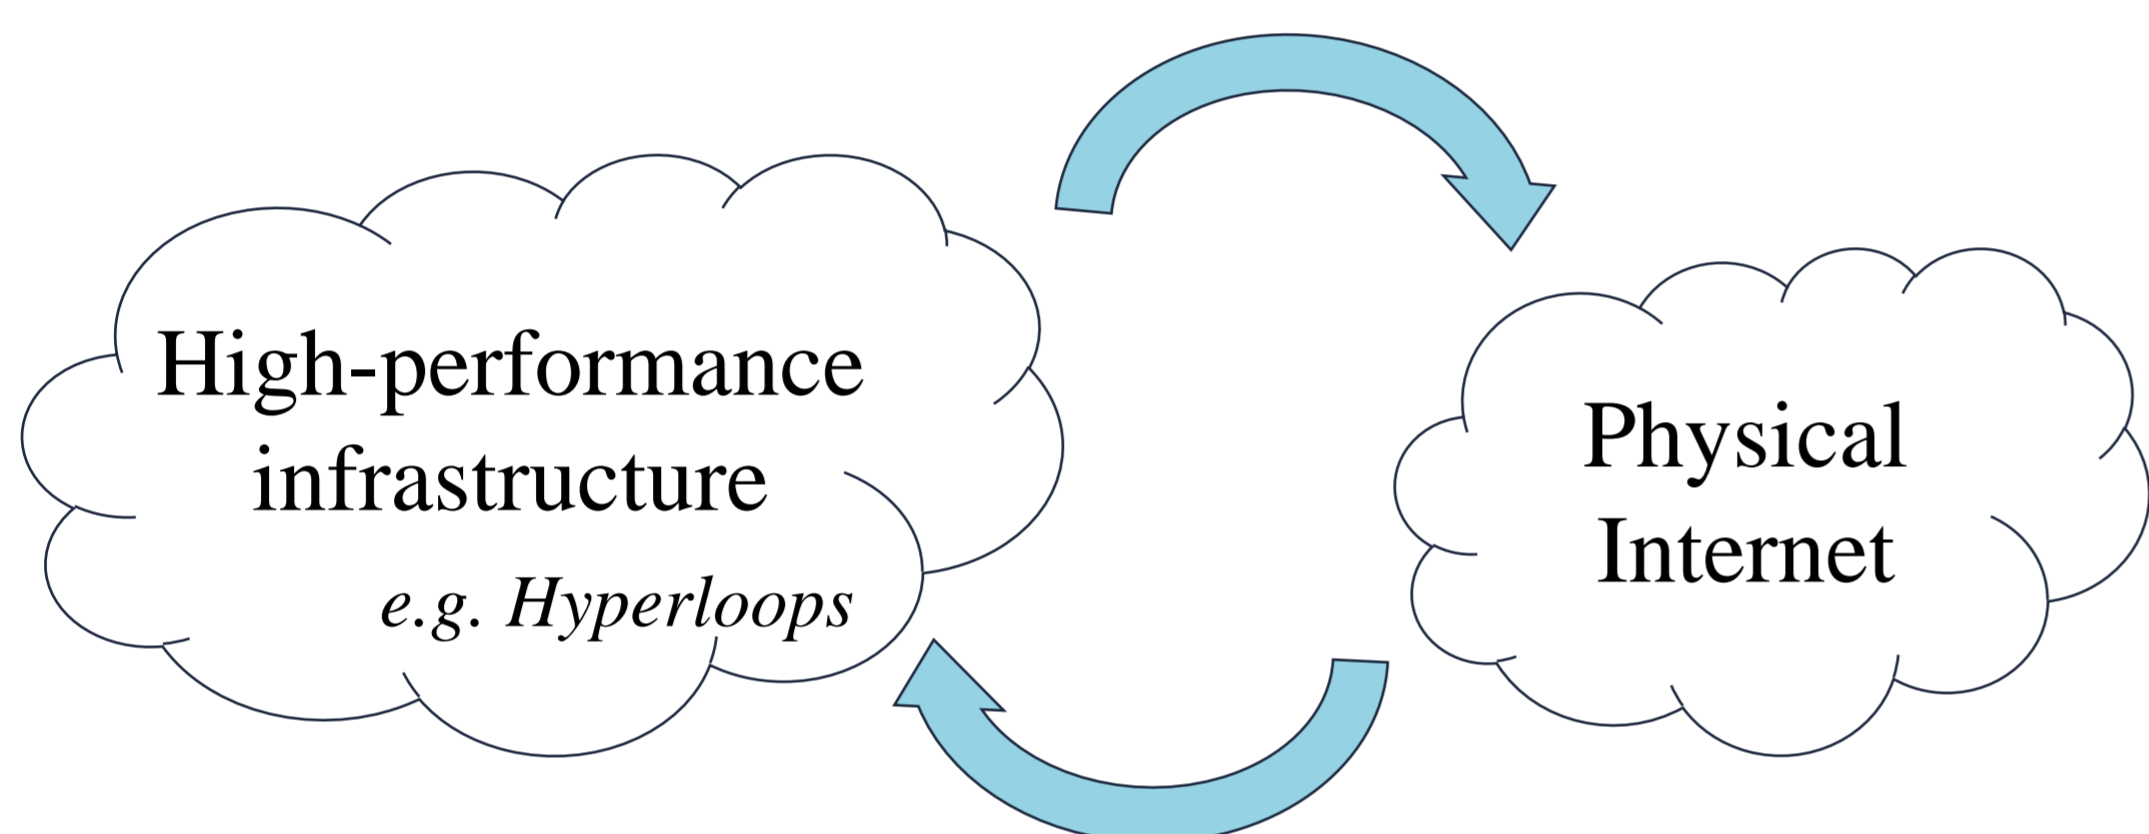 High-performance
infrastructure
e.g. Hyperloops
Physical
Internet